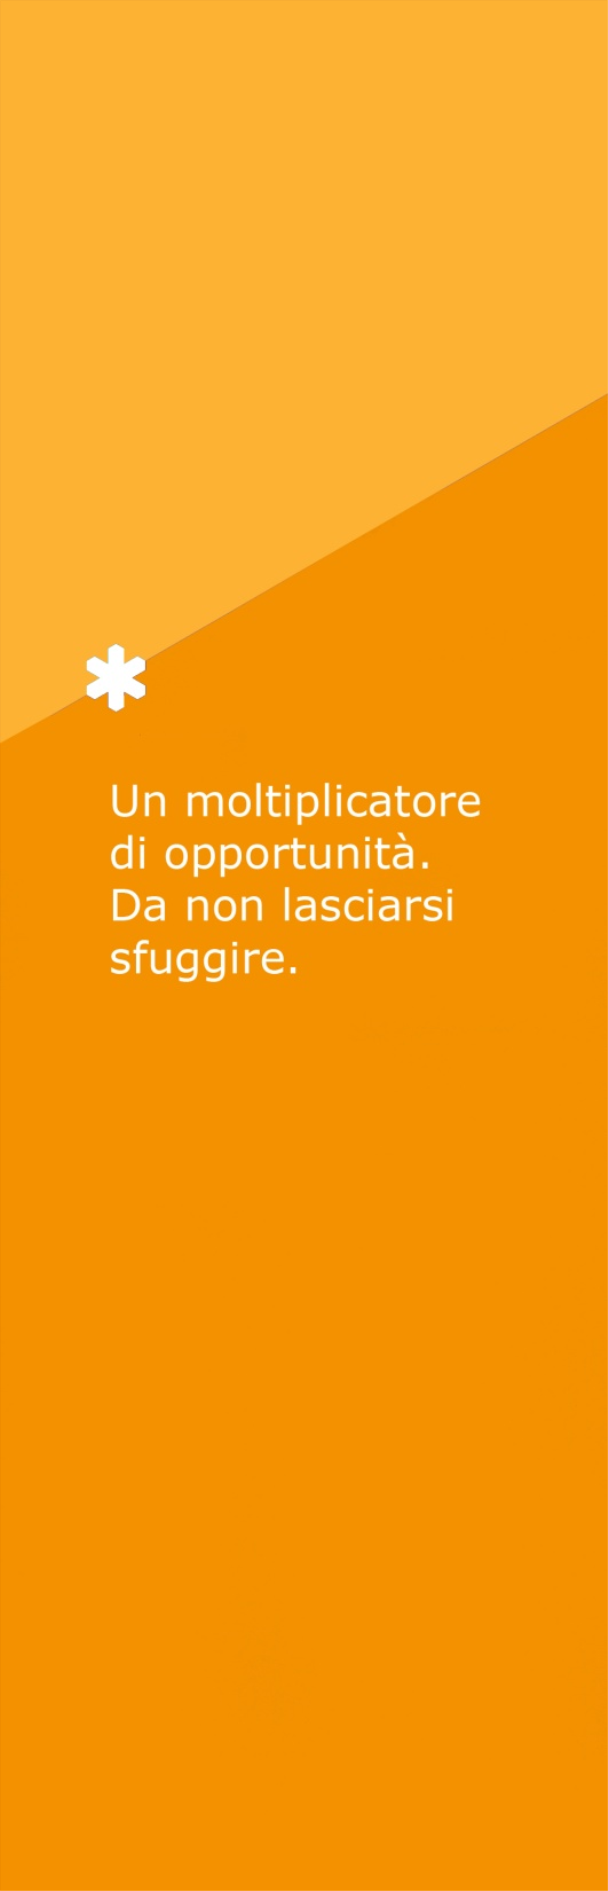 Un moltiplicatore
di opportunità.
Da non lasciarsi
sfuggire.